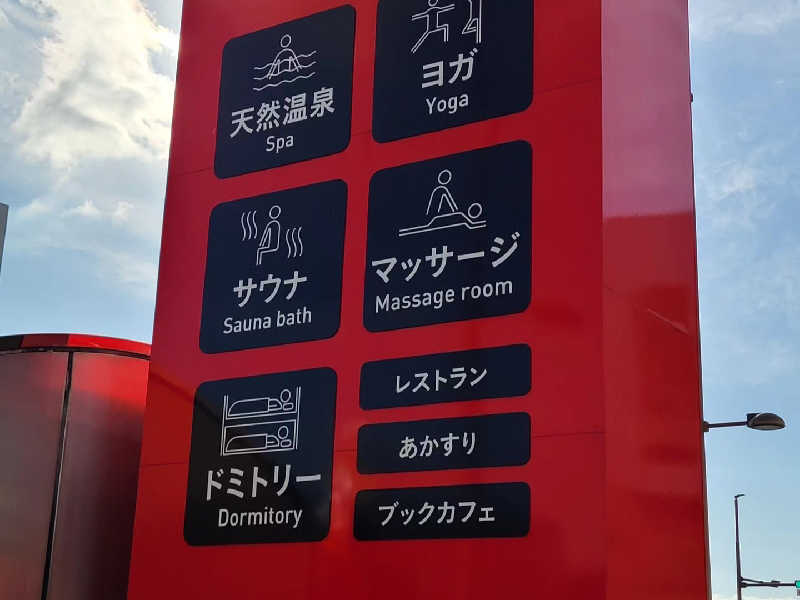 天然温泉
Spa
ヨガ
Yoga
サウナ
Sauna bath
マッサージ
Massage room
ドミトリー
Dormitory
レストラン
あかすり
ブックカフェ